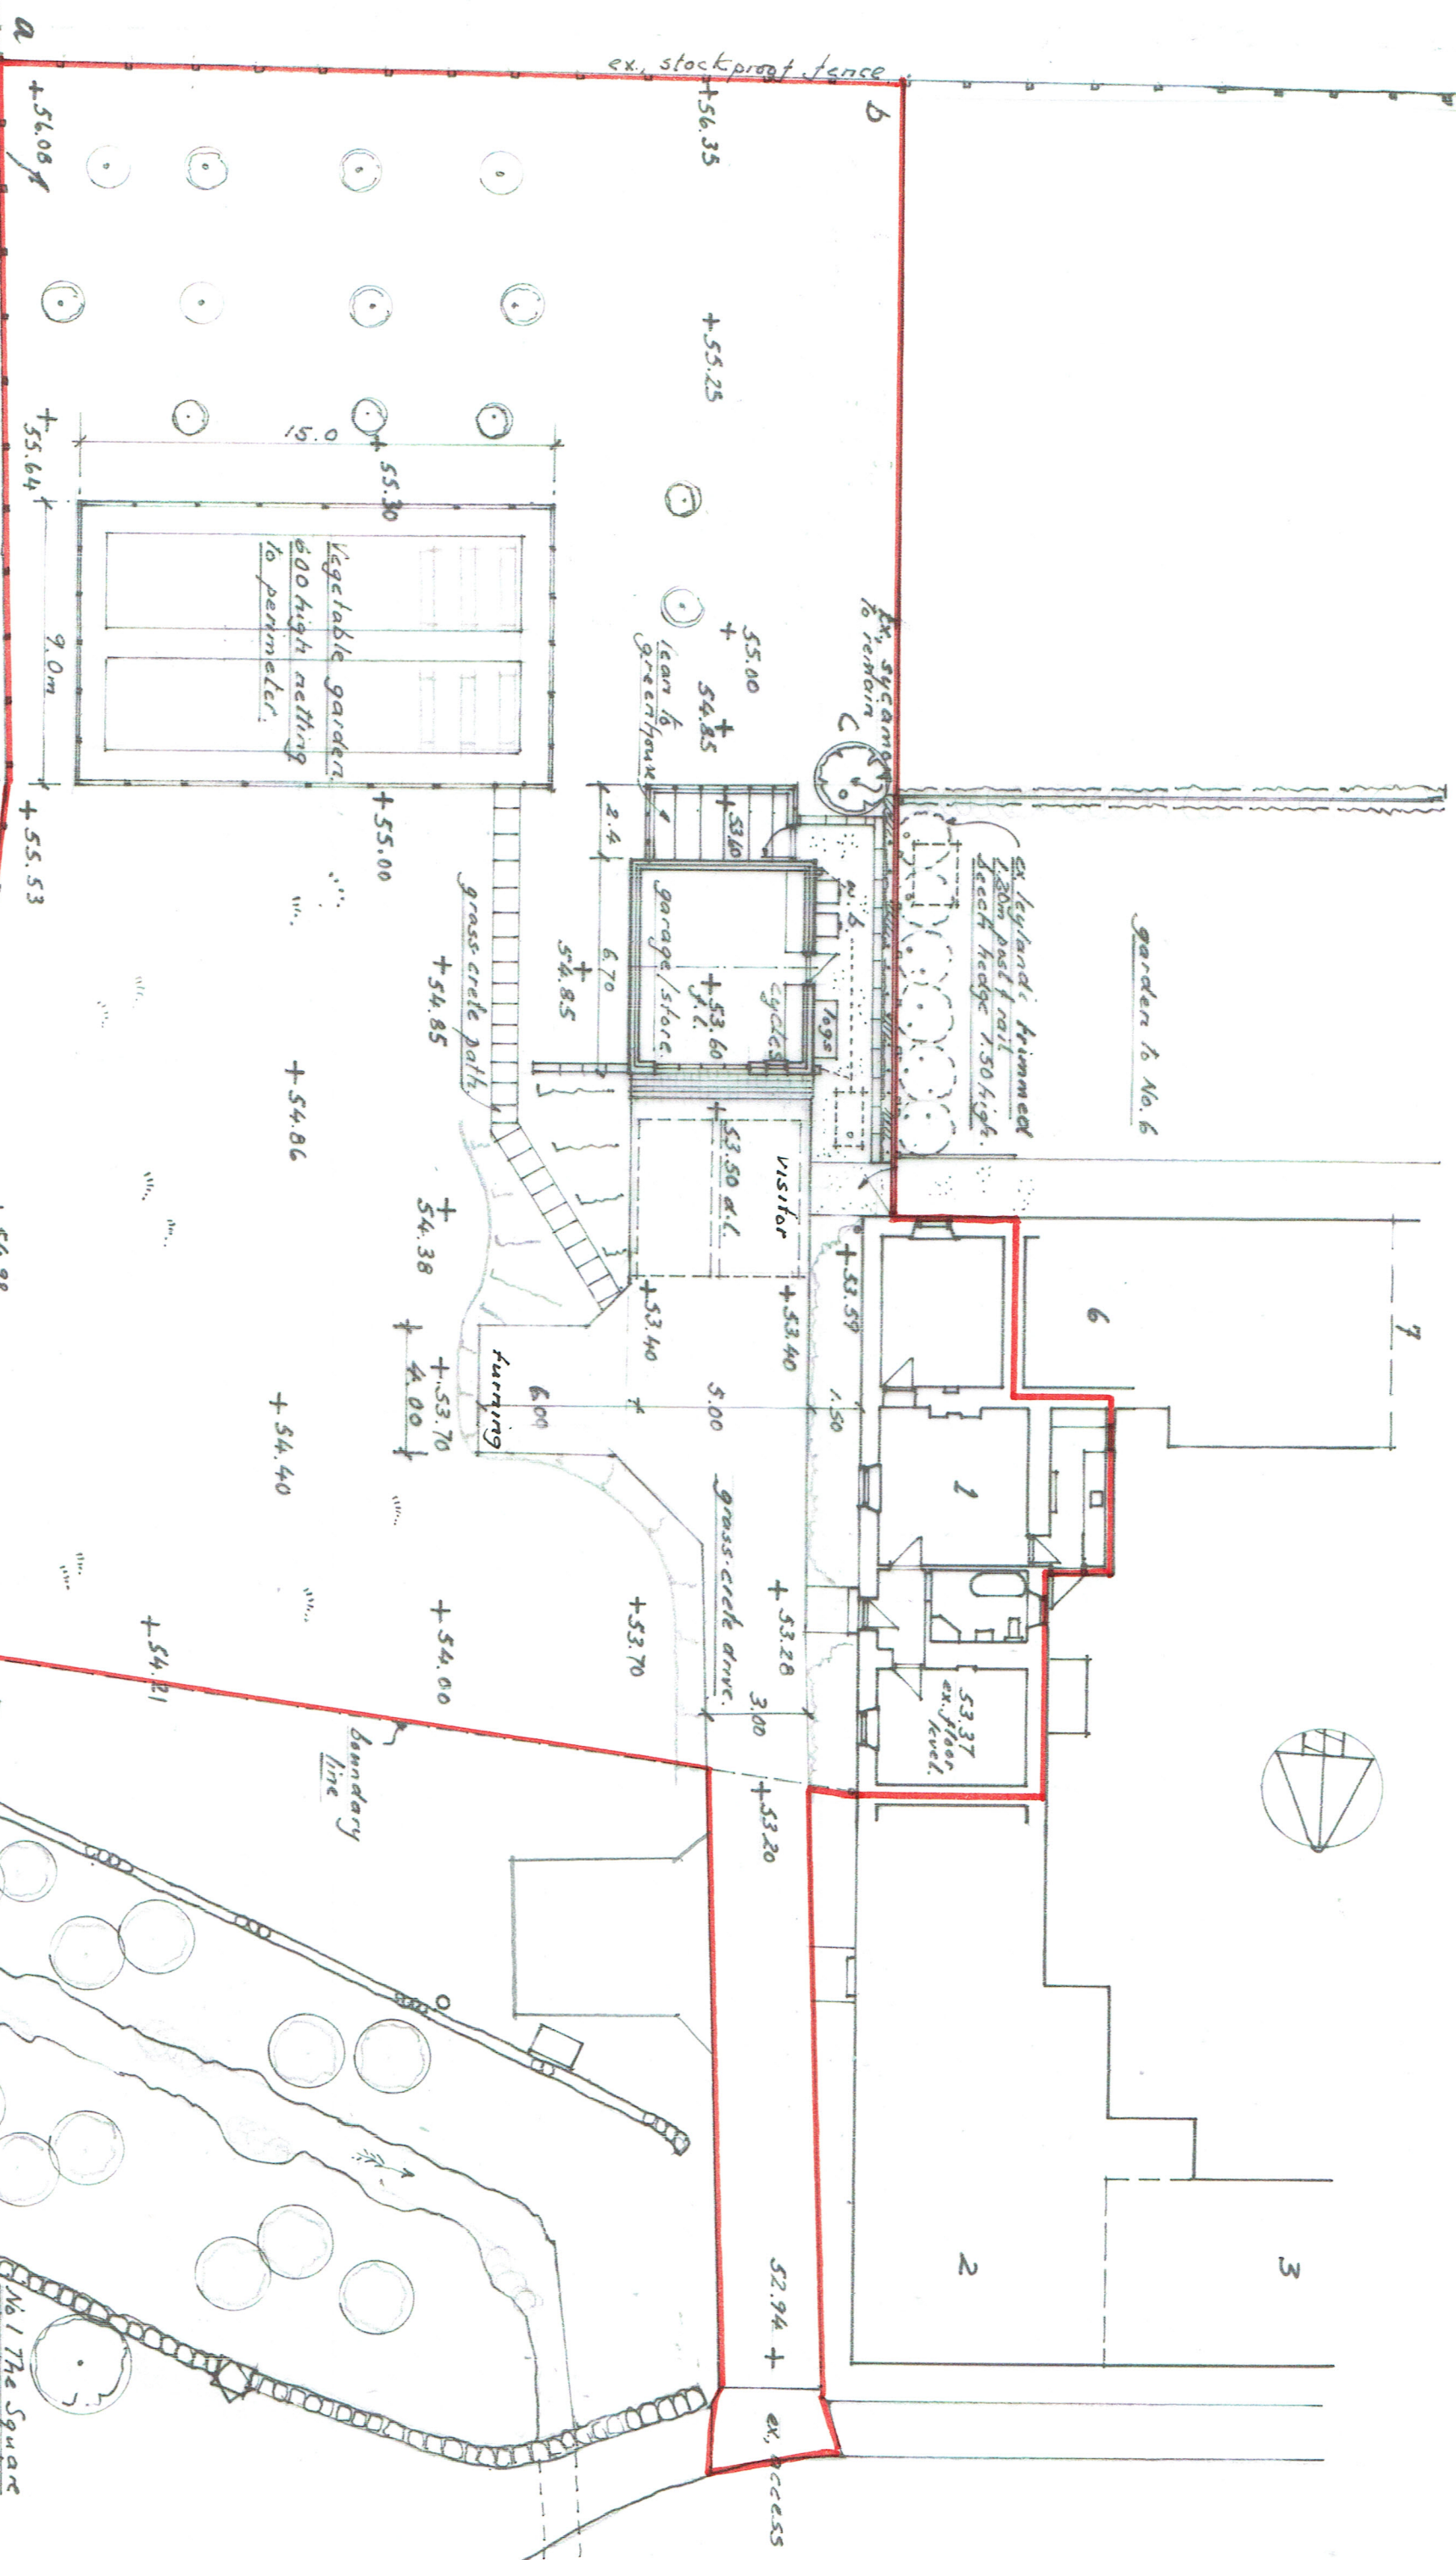 a
ex., stockproof fence
b
+56.08
+56.35
+55.25
15.0
+55.30
+55.64
9.0m
Vegetable garden.
600 high netting
to perimeter.
+55.53
+55.00
ex., sycamore
to remain
C
55.00
+
54.85
+
lean to
greenhouse
+53.60
2.4
6.70
garage/store.
+53.60
f.l.
cycles
logs
w.b.
ex leylandi trimmed
1.20m post & rail
beech hedge 1.50 high.
garden to No. 6
grass-crete path
+54.85
+
54.85
+54.86
+
54.38
+53.50 d.l.
visitor
+53.59
+53.40
+53.40
6
7
1
turning
6.00
5.00
1.50
+53.70
4.00
+54.40
grass-crete drive.
+53.28
+53.70
+54.00
+54.21
3.00
53.37
ex. floor
level.
boundary
line
+53.20
2
3
52.94 +
ex., access
No 1 The Square